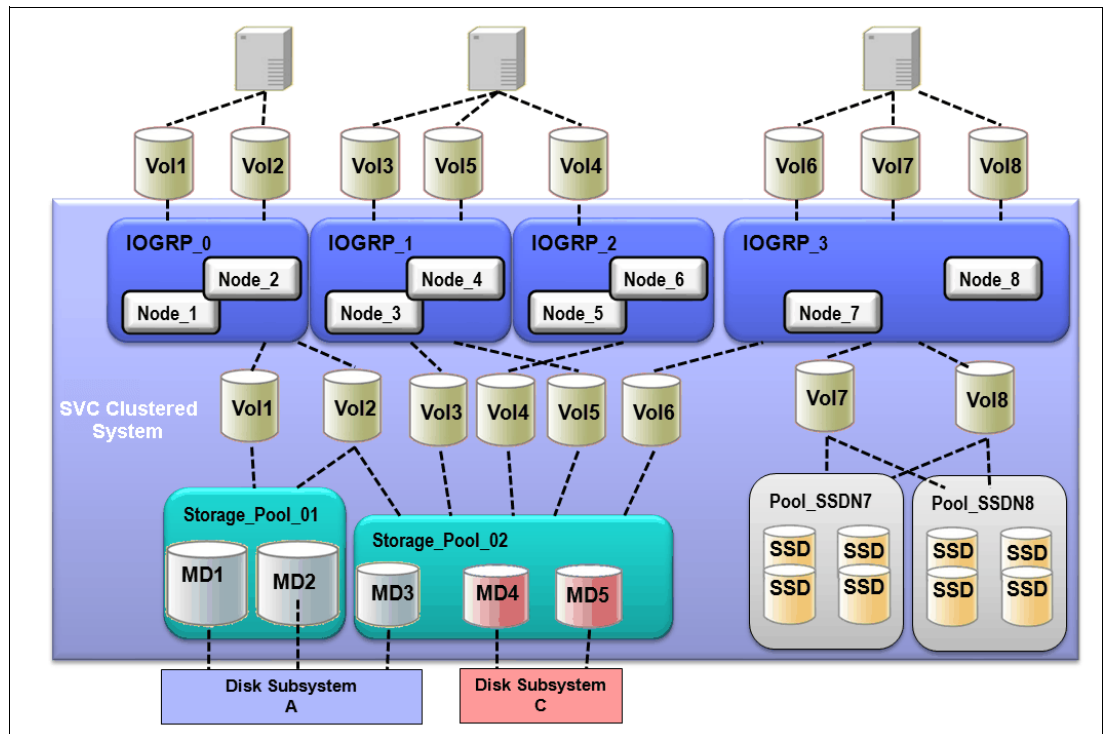 Vol1 Vol2 Vol3 Vol5 Vol4 Vol6 Vol7 Vol8
IOGRP_0 IOGRP_1 IOGRP_2 IOGRP_3
Node_2 Node_4 Node_6 Node_8
Node_1 Node_3 Node_5 Node_7
Vol1 Vol2 Vol3 Vol4 Vol5 Vol6 Vol7 Vol8
SVC Clustered
System
Storage_Pool_01
MD1 MD2
Storage_Pool_02
MD3 MD4 MD5
Pool_SSDN7
SSD SSD
SSD SSD
Pool_SSDN8
SSD SSD
SSD SSD
Disk Subsystem
A
Disk Subsystem
C